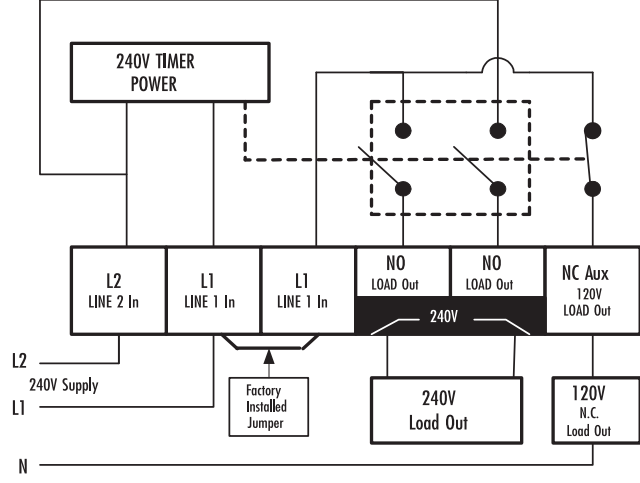 240V TIMER
POWER
L2
LINE 2 In
L1
LINE 1 In
L1
LINE 1 In
NO
LOAD Out
NO
LOAD Out
NC Aux
120V
LOAD Out
240V
L2
240V Supply
L1
N
Factory
Installed
Jumper
240V
Load Out
120V
N.C.
Load Out